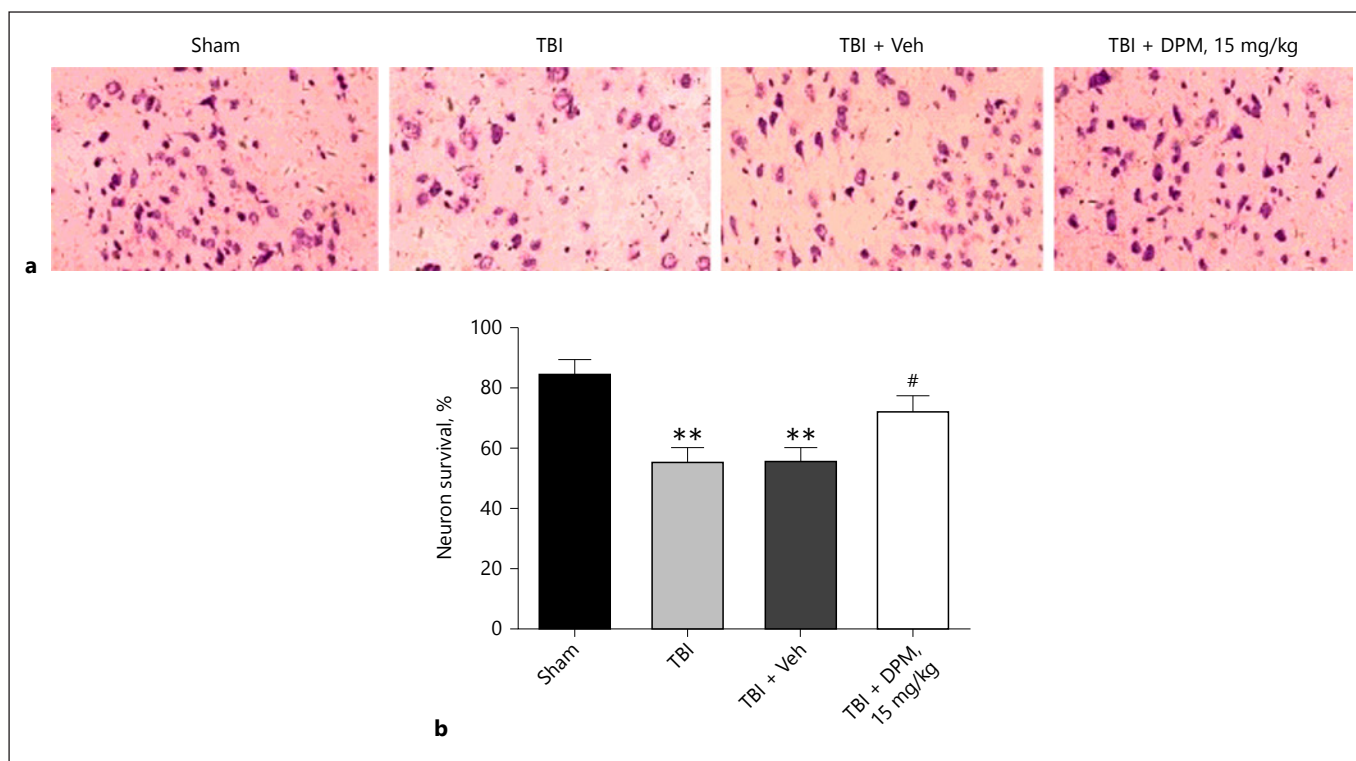 Sham
TBI
TBI + Veh
TBI + DPM, 15 mg/kg
a
100
80
60
40
20
0
Neuron survival, %
**
**
#
Sham
TBI
TBI + Veh
TBI + DPM,
15 mg/kg
b